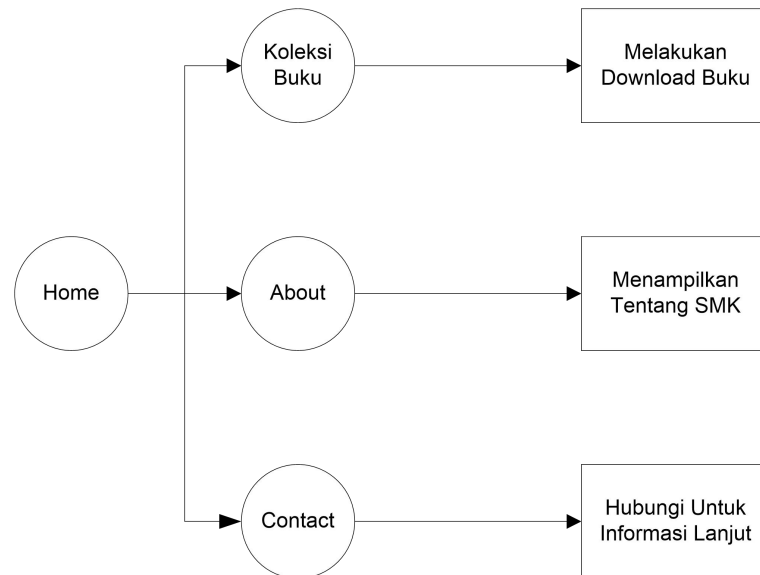 Koleksi
Buku
Melakukan
Download Buku
Home
About
Menampilkan
Tentang SMK
Contact
Hubungi Untuk
Informasi Lanjut